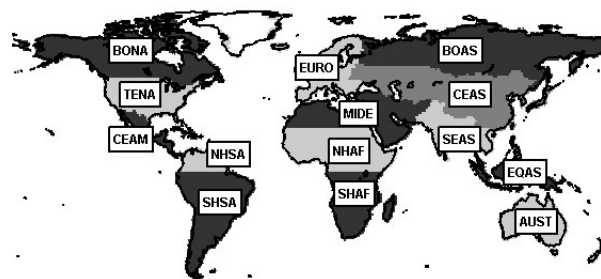 BONA
BOAS
EURO
TENA
CEAS
MIDE
CEAM
SEAS
NHSA
NHAF
EQAS
SHSA
SHAF
AUST